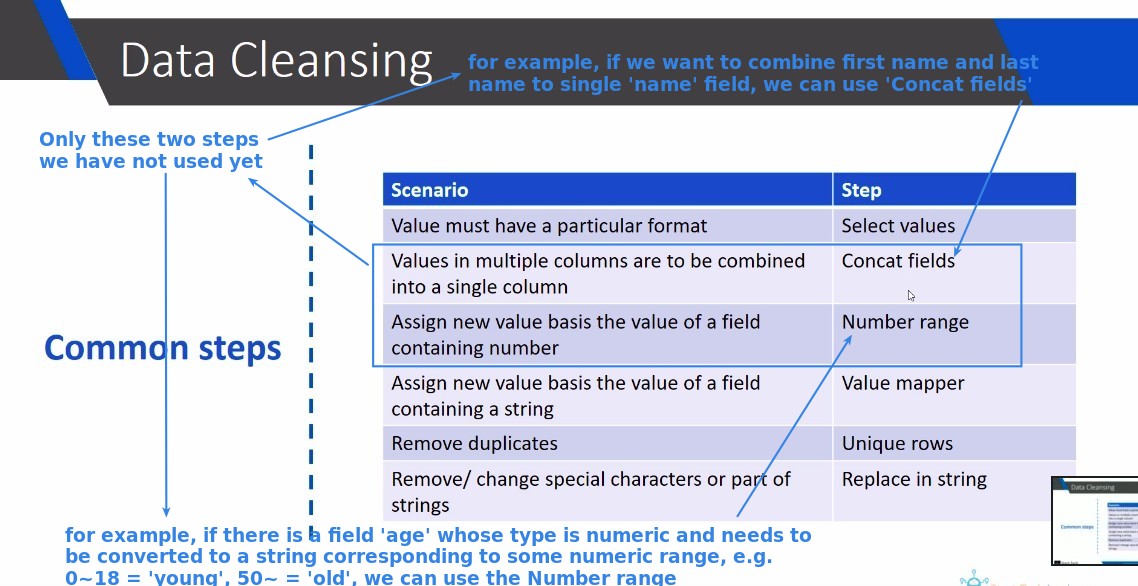 Data Cleansing
for example, if we want to combine first name and last
name to single 'name' field, we can use 'Concat fields'
Only these two steps
we have not used yet
Scenario Step
Value must have a particular format Select values
Values in multiple columns are to be combined Concat fields
into a single column
Assign new value basis the value of a field Number range
containing number
Common steps
Assign new value basis the value of a field Value mapper
containing a string
Remove duplicates Unique rows
Remove/ change special characters or part of Replace in string
strings
Data Cleansing
Common steps
for example, if there is a field 'age' whose type is numeric and needs to
be converted to a string corresponding to some numeric range, e.g.
0~18 = 'young', 50~ = 'old', we can use the Number range